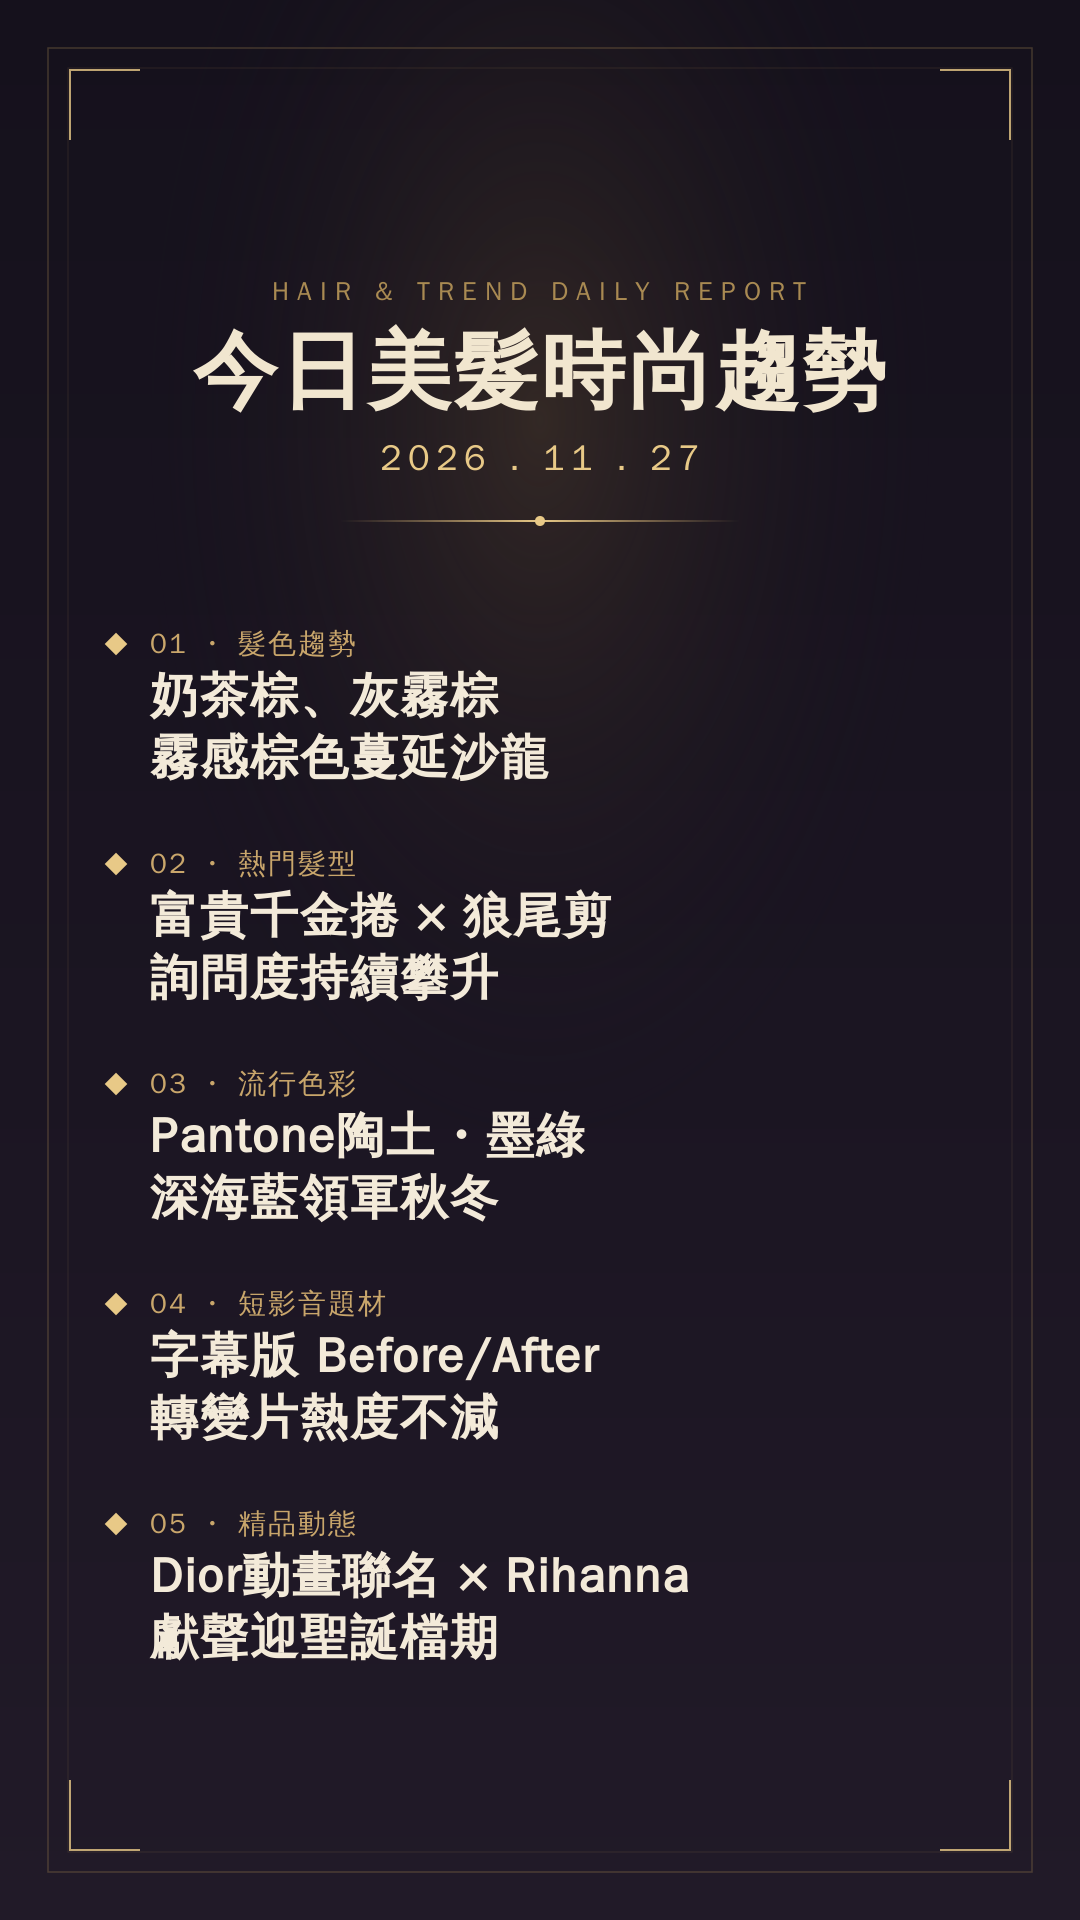 HAIR & TREND DAILY REPORT
今日美髮時尚趨勢
2026 . 11 . 27
01 · 髮色趨勢
奶茶棕、灰霧棕
霧感棕色蔓延沙龍
02 · 熱門髮型
富貴千金捲 × 狼尾剪
詢問度持續攀升
03 · 流行色彩
Pantone陶土・墨綠
深海藍領軍秋冬
04 · 短影音題材
字幕版 Before/After
轉變片熱度不減
05 · 精品動態
Dior動畫聯名 × Rihanna
獻聲迎聖誕檔期